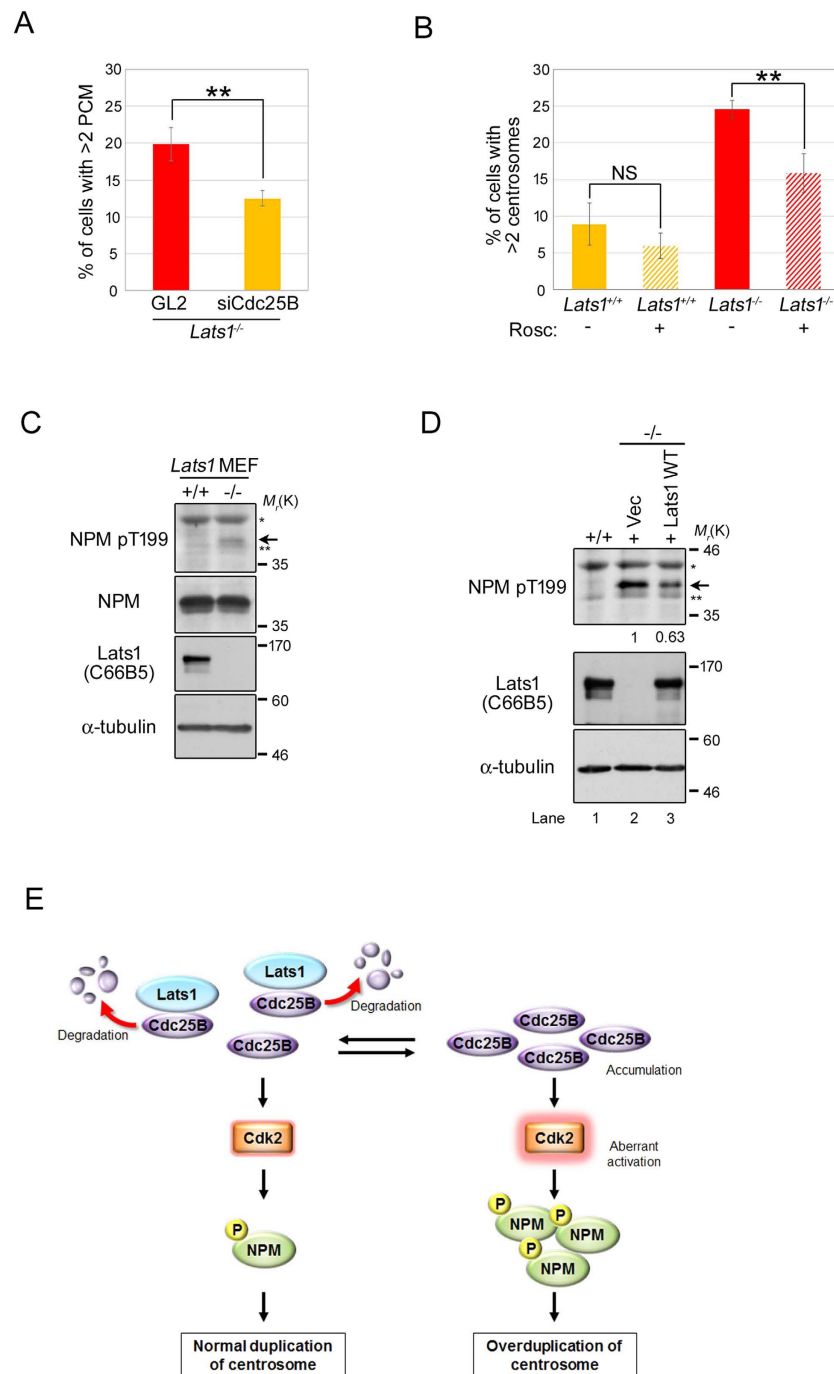 A
% of cells with >2 PCM
30
25
20
15
10
5
0
**
GL2 siCdc25B
Lats1-/-
B
% of cells with
>2 centrosomes
30
25
20
15
10
5
0
NS
**
Lats1+/+ Lats1+/+ Lats1-/- Lats1-/-
Rosc: - + - +
C
Lats1 MEF
+/+ -/- Mr(K)
NPM pT199
*
**
35
NPM
35
Lats1
(C66B5)
170
α-tubulin
60
46
D
-/-
+/+ + Vec + Lats1 WT Mr(K)
46
NPM pT199
*
**
35
1 0.63
Lats1
(C66B5)
170
α-tubulin
60
46
Lane 1 2 3
E
Lats1 Lats1
Cdc25B Cdc25B
Degradation Degradation
Cdc25B
Cdc25B
Cdc25B Cdc25B
Cdc25B
Accumulation
Cdk2 Cdk2
Aberrant
activation
P
NPM
P
NPM
P
NPM
P
NPM
Normal duplication
of centrosome
Overduplication of
centrosome